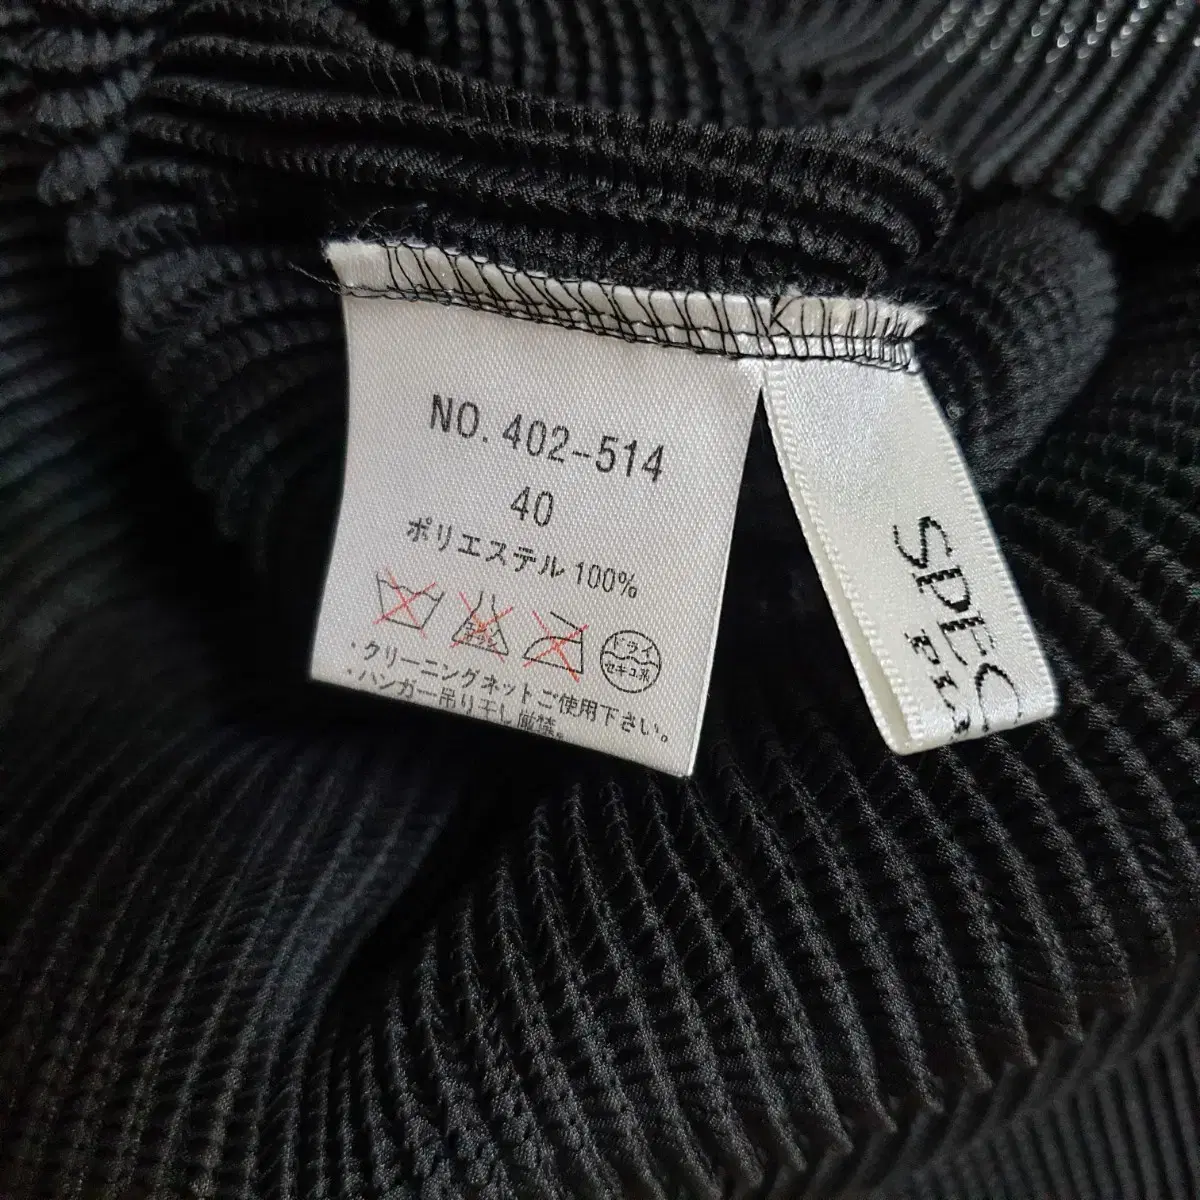 NO. 402-514
40
ポリエステル 100%
ドライ
セキユ系
・クリーニングネットご使用下さい。
・ハンガー吊り干し厳禁。
SPEC